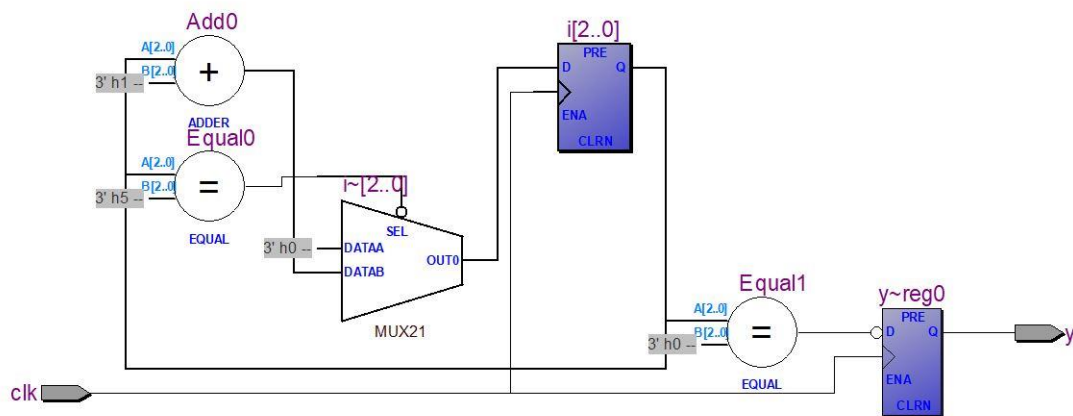 Add0
A[2..0]
B[2..0]
3' h1 --
+
ADDER
Equal0
A[2..0]
B[2..0]
3' h5 --
=
EQUAL
i~[2..0]
SEL
3' h0 --
DATAA
DATAB
OUT0
MUX21
i[2..0]
PRE
D
Q
ENA
CLRN
Equal1
A[2..0]
B[2..0]
3' h0 --
=
EQUAL
y~reg0
PRE
D
Q
ENA
CLRN
y
clk